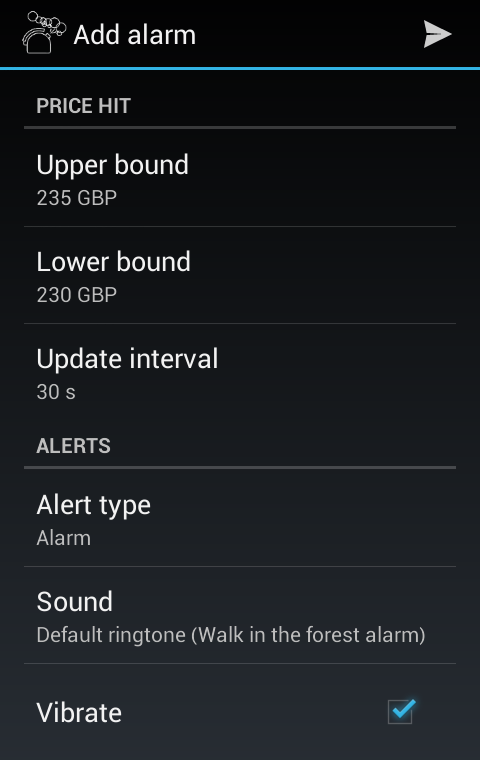 Add alarm
PRICE HIT
Upper bound
235 GBP
Lower bound
230 GBP
Update interval
30 s
ALERTS
Alert type
Alarm
Sound
Default ringtone (Walk in the forest alarm)
Vibrate